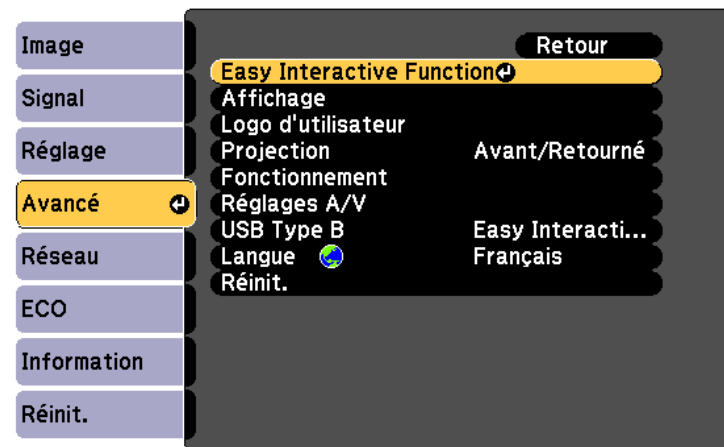 Image
Signal
Réglage
Avancé
Réseau
ECO
Information
Réinit.
Retour
Easy Interactive Function
Affichage
Logo d'utilisateur
Projection Avant/Retourné
Fonctionnement
Réglages A/V
USB Type B Easy Interacti...
Langue Français
Réinit.